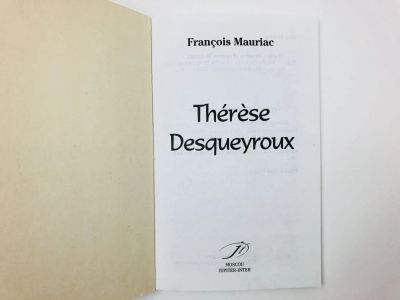 François Mauriac
Thérèse
Desqueyroux
MOSCOU
JUPITER-INTER